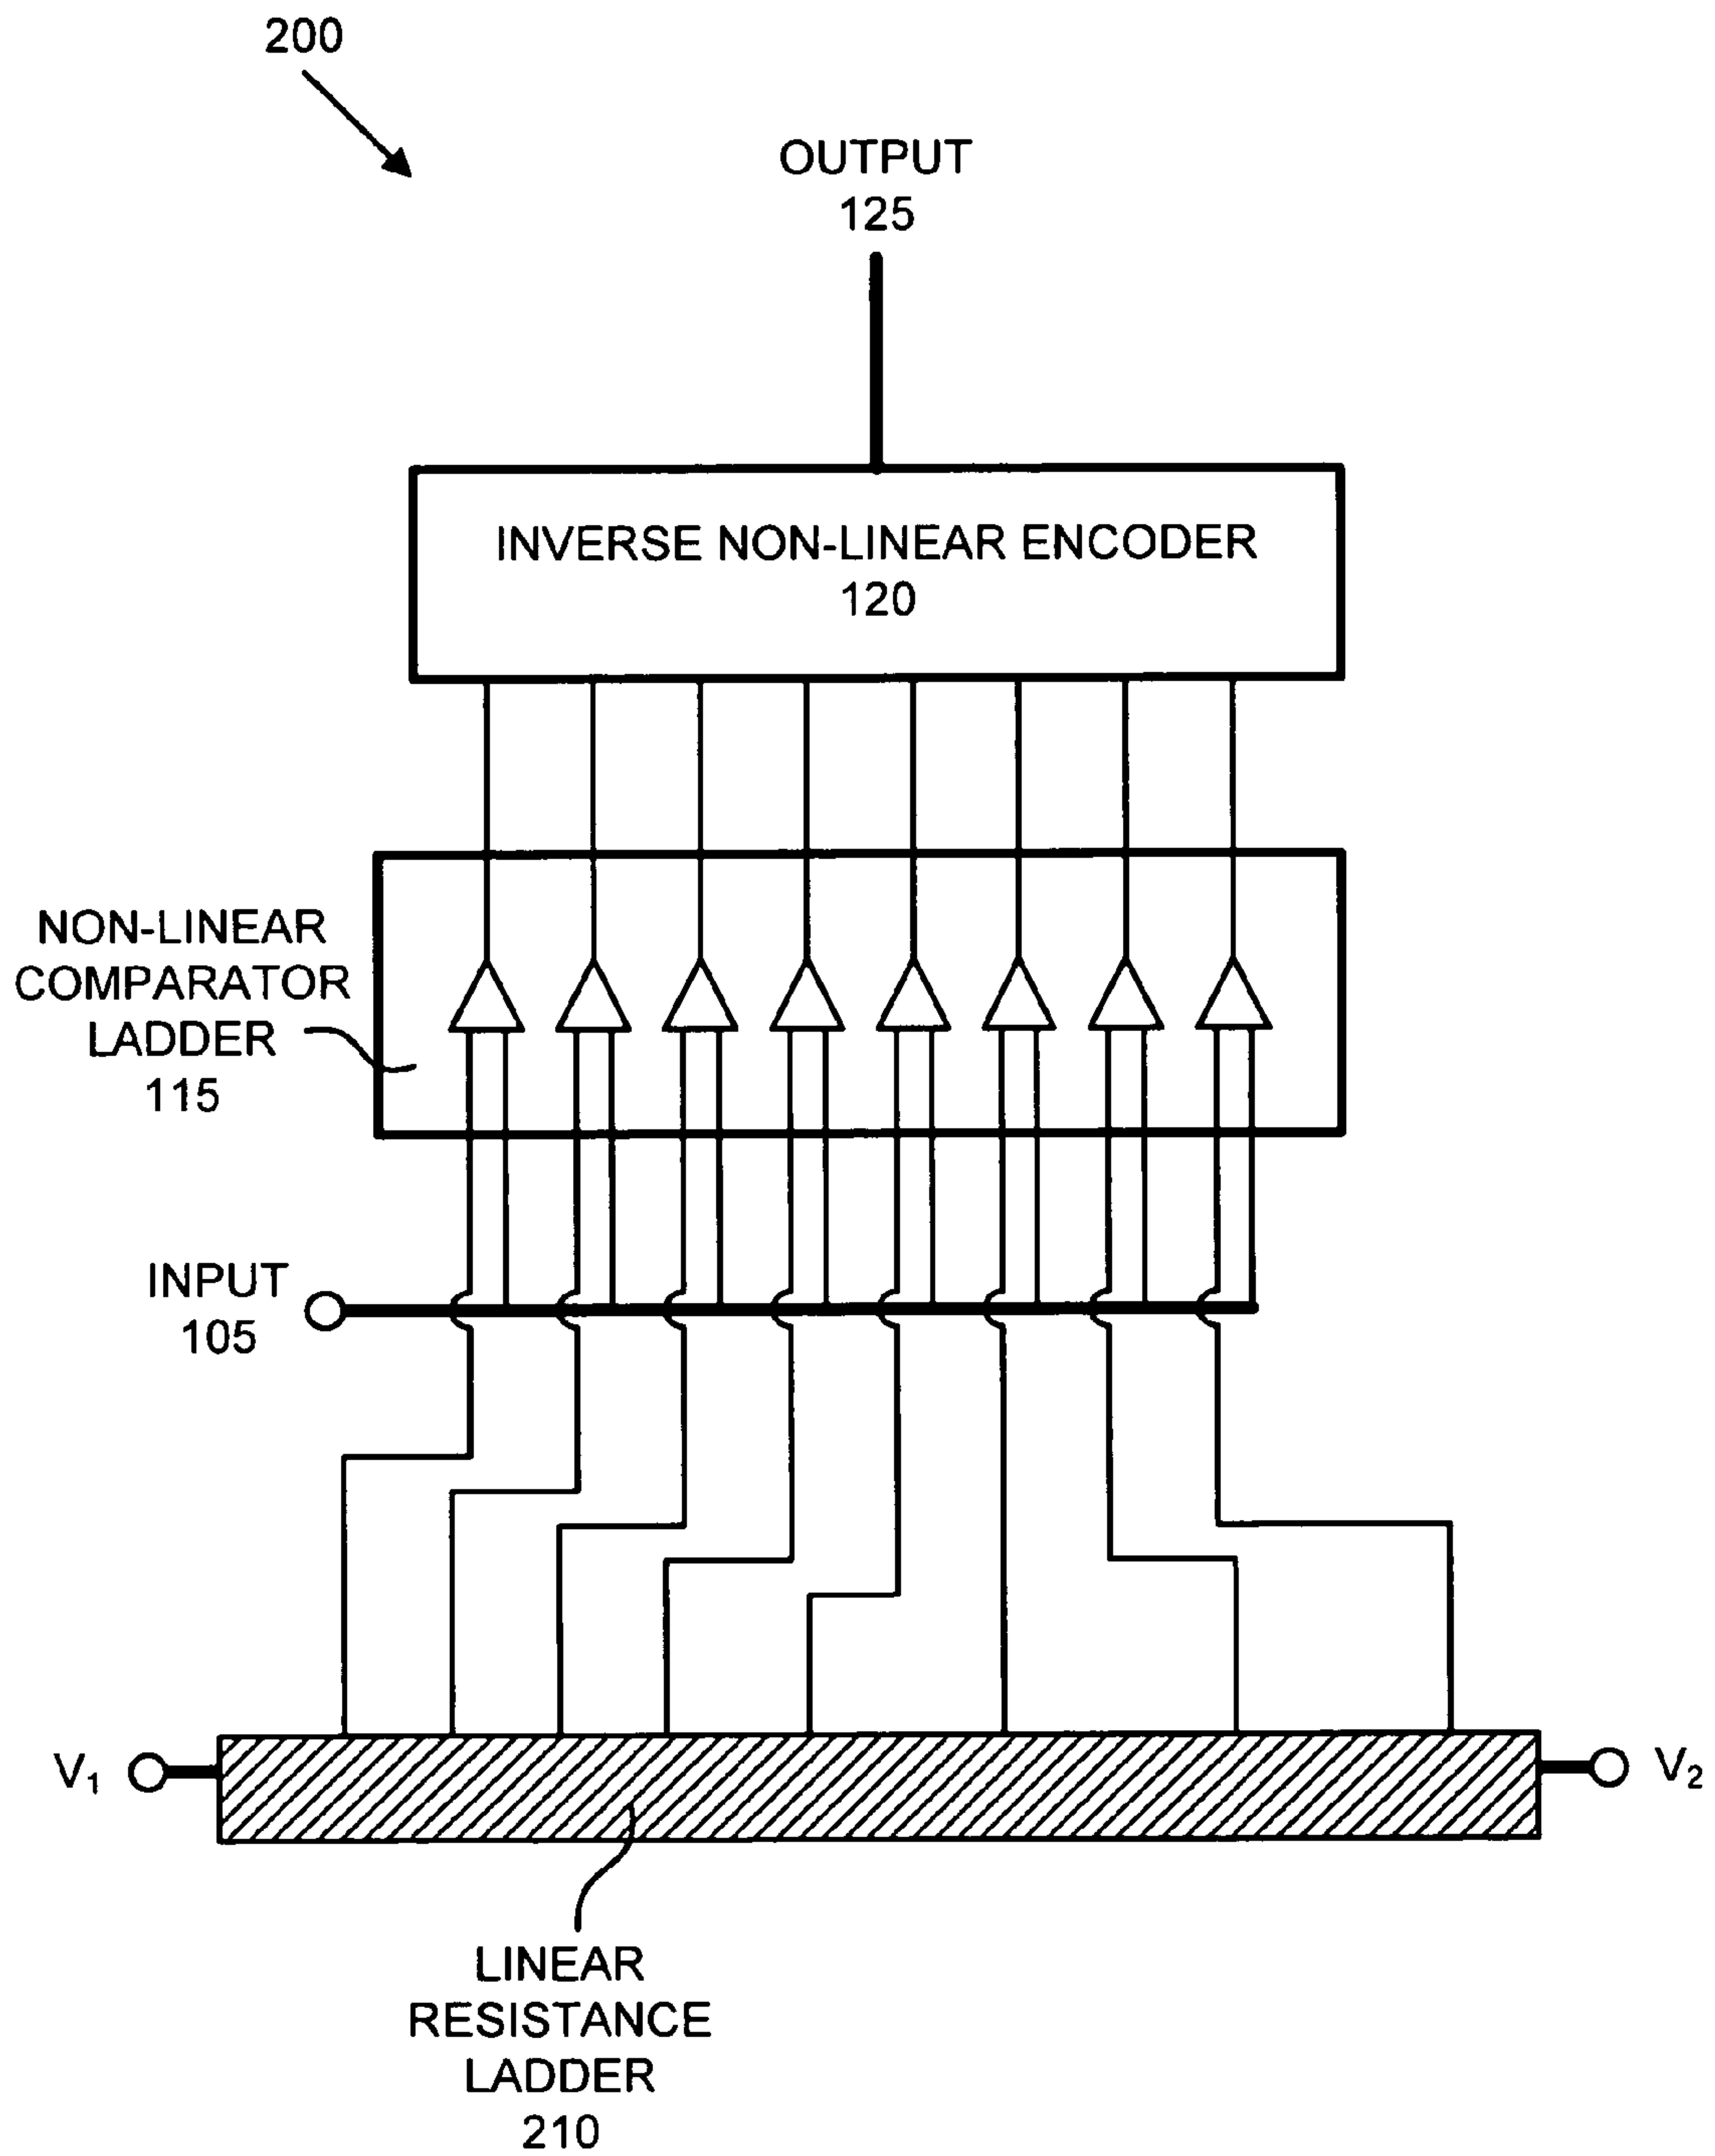 200
OUTPUT
125
INVERSE NON-LINEAR ENCODER
120
NON-LINEAR
COMPARATOR
LADDER
115
INPUT
105
V₁
V₂
LINEAR
RESISTANCE
LADDER
210